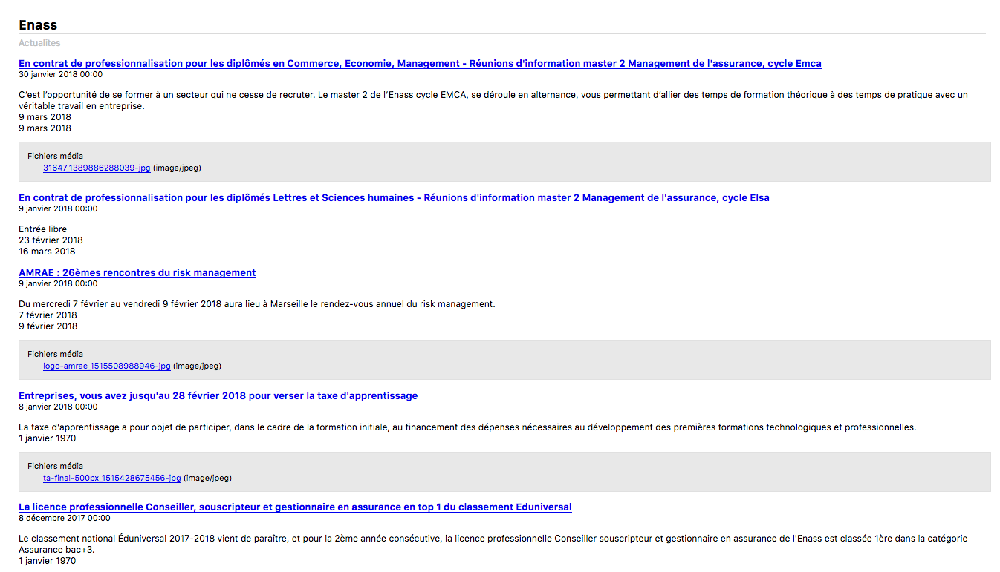 Enass
Actualites
En contrat de professionnalisation pour les diplômés en Commerce, Economie, Management - Réunions d'information master 2 Management de l'assurance, cycle Emca
30 janvier 2018 00:00
C’est l’opportunité de se former à un secteur qui ne cesse de recruter. Le master 2 de l’Enass cycle EMCA, se déroule en alternance, vous permettant d’allier des temps de formation théorique à des temps de pratique avec un
véritable travail en entreprise.
9 mars 2018
9 mars 2018
Fichiers média
31647_1389886288039-jpg (image/jpeg)
En contrat de professionnalisation pour les diplômés Lettres et Sciences humaines - Réunions d'information master 2 Management de l'assurance, cycle Elsa
9 janvier 2018 00:00
Entrée libre
23 février 2018
16 mars 2018
AMRAE : 26èmes rencontres du risk management
9 janvier 2018 00:00
Du mercredi 7 février au vendredi 9 février 2018 aura lieu à Marseille le rendez-vous annuel du risk management.
7 février 2018
9 février 2018
Fichiers média
logo-amrae_1515508988946-jpg (image/jpeg)
Entreprises, vous avez jusqu'au 28 février 2018 pour verser la taxe d'apprentissage
8 janvier 2018 00:00
La taxe d'apprentissage a pour objet de participer, dans le cadre de la formation initiale, au financement des dépenses nécessaires au développement des premières formations technologiques et professionnelles.
1 janvier 1970
Fichiers média
ta-final-500px_1515428675456-jpg (image/jpeg)
La licence professionnelle Conseiller, souscripteur et gestionnaire en assurance en top 1 du classement Eduniversal
8 décembre 2017 00:00
Le classement national Éduniversal 2017-2018 vient de paraître, et pour la 2ème année consécutive, la licence professionnelle Conseiller souscripteur et gestionnaire en assurance de l'Enass est classée 1ère dans la catégorie
Assurance bac+3.
1 janvier 1970